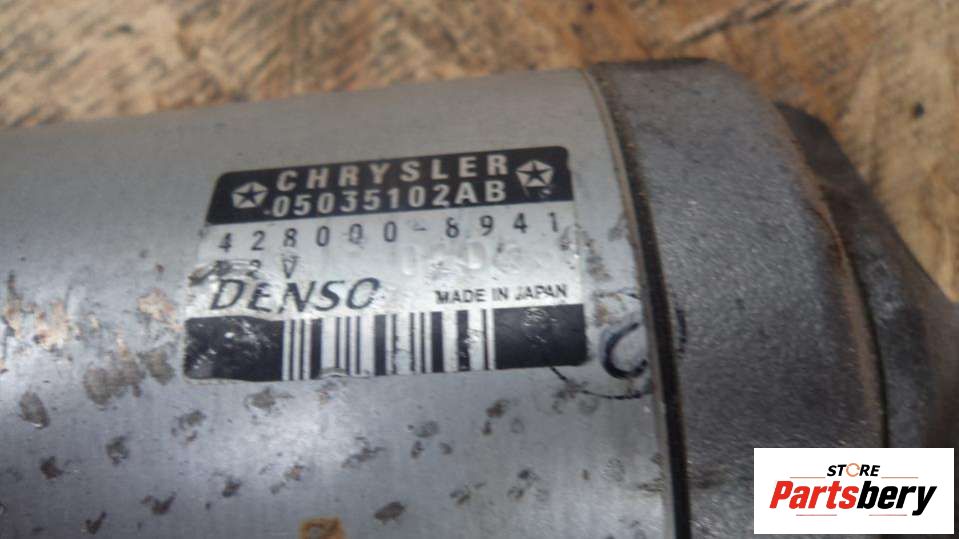 CHRYSLER
05035102AB
428000-8941
DENSO
MADE IN JAPAN
STORE
Partsbery